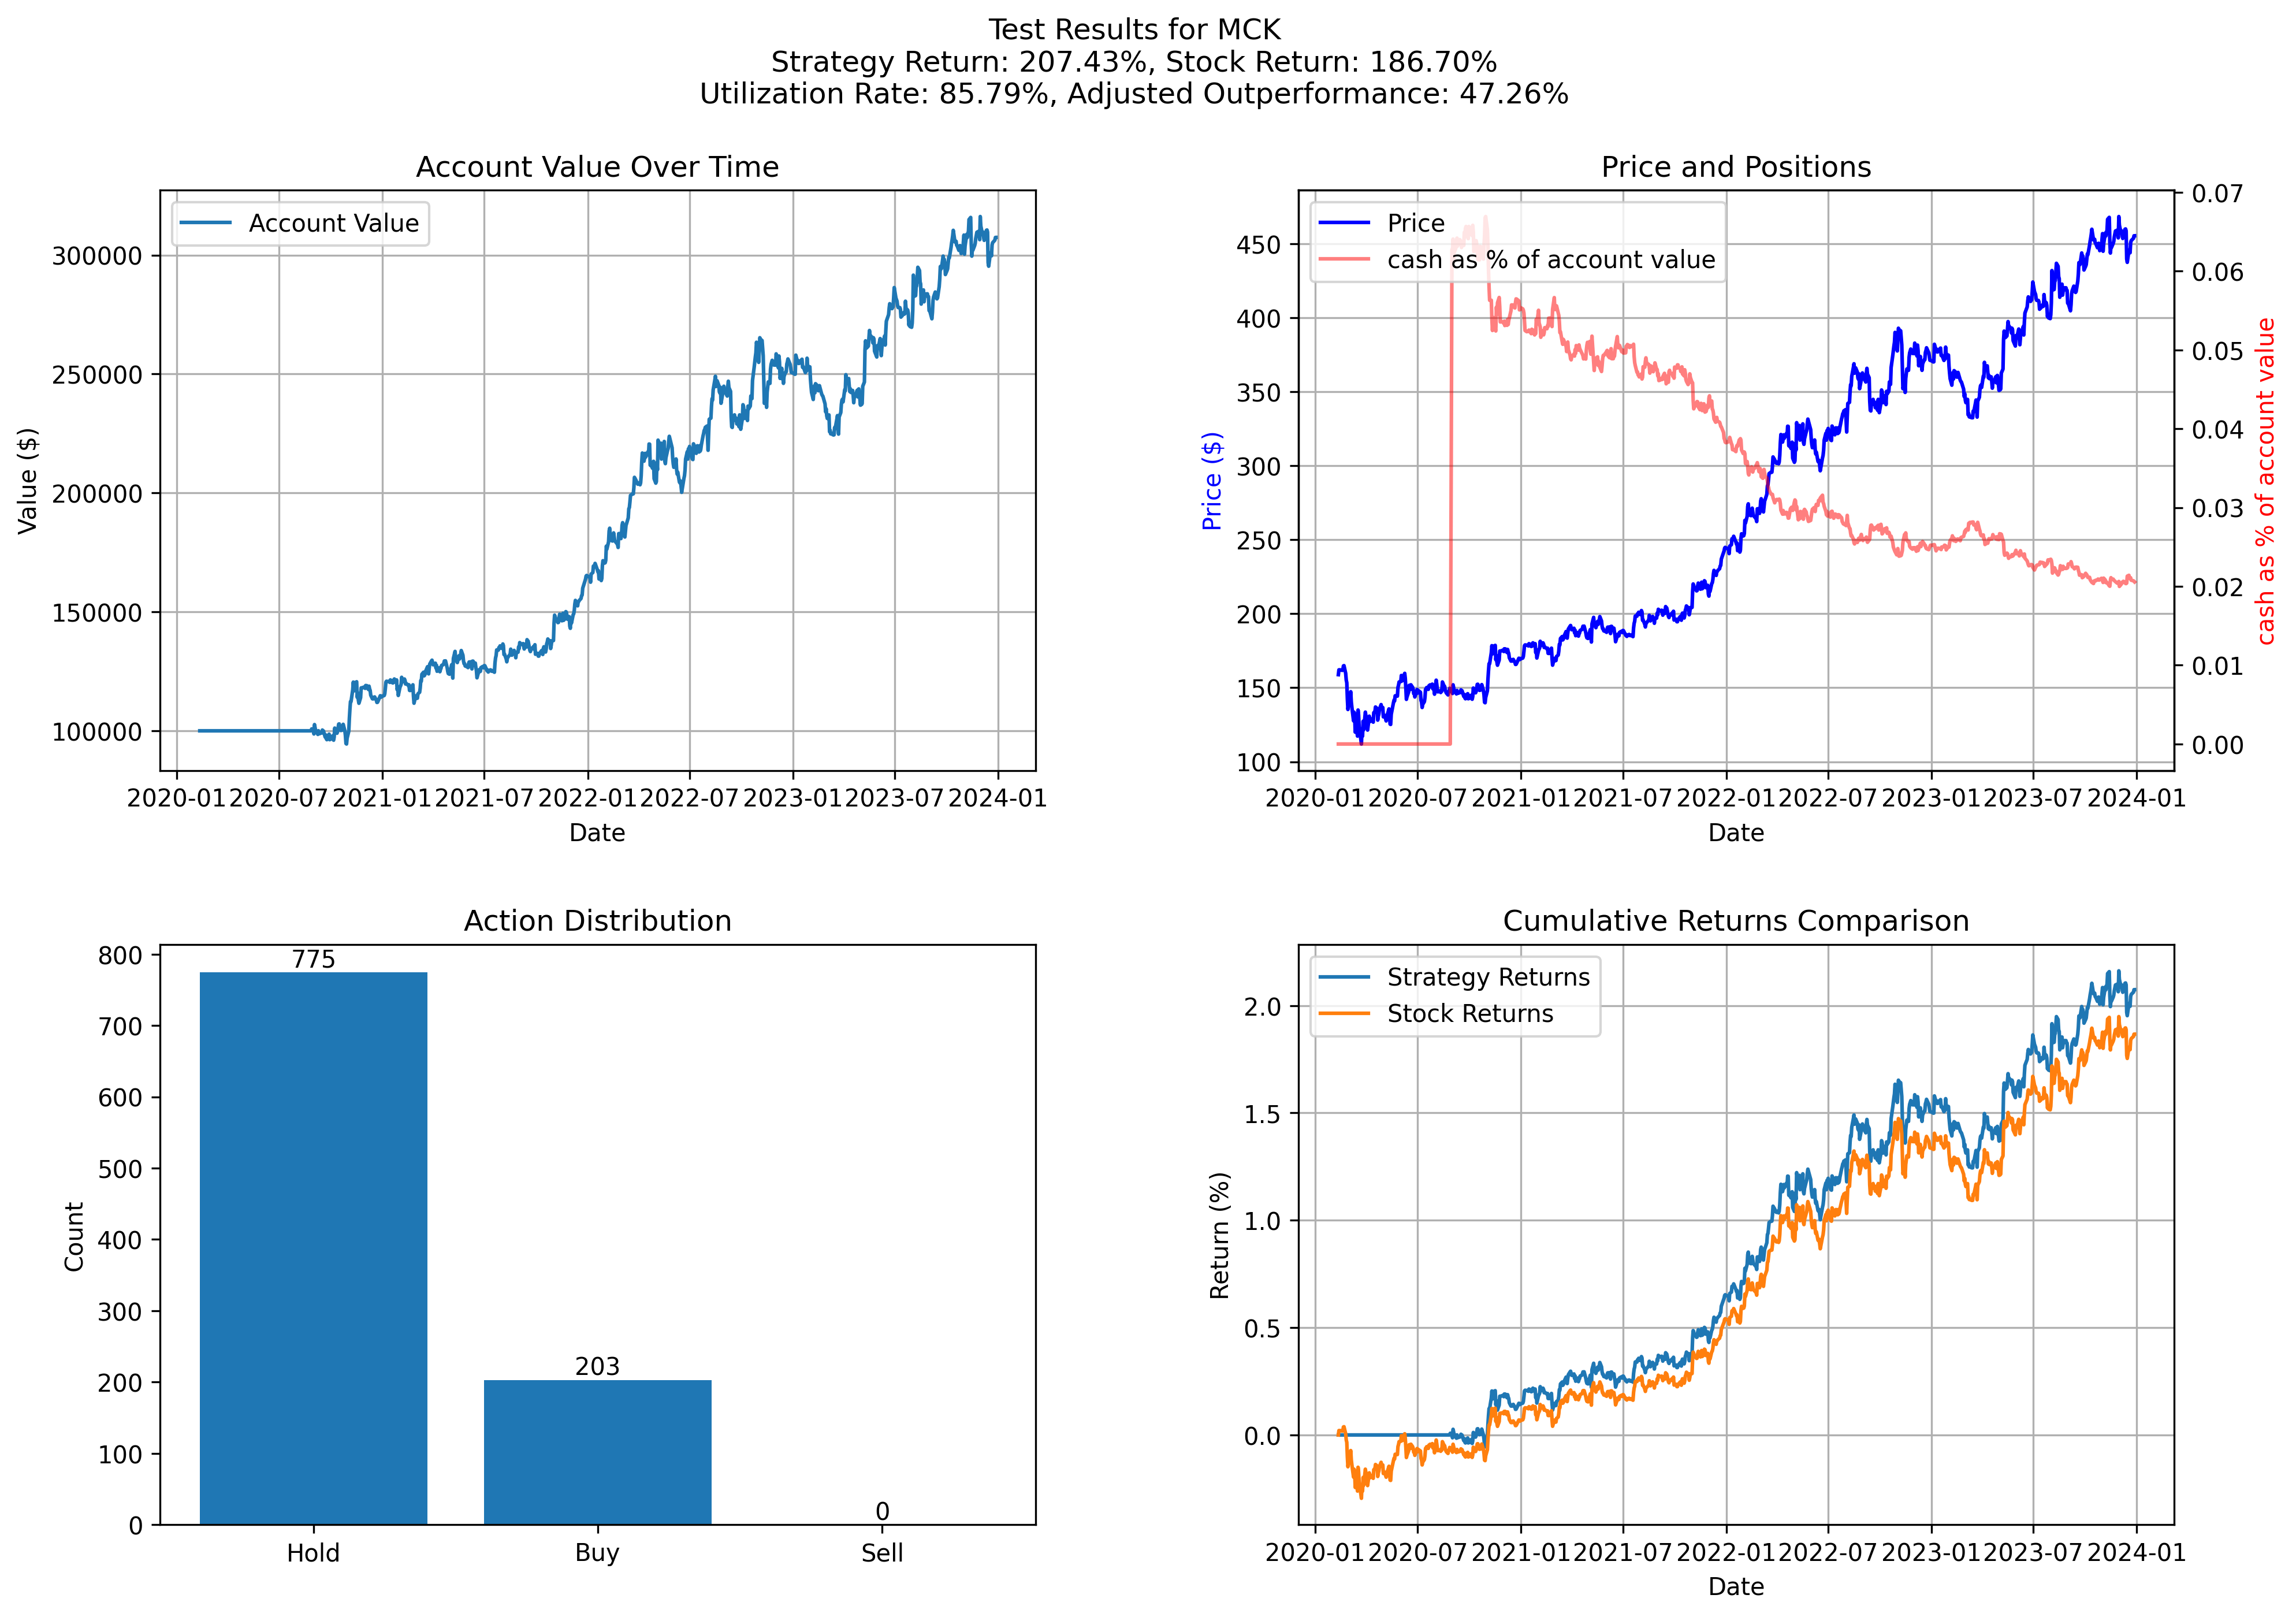 Test Results for MCK
Strategy Return: 207.43%, Stock Return: 186.70%
Utilization Rate: 85.79%, Adjusted Outperformance: 47.26%
Account Value Over Time
Account Value
Value ($)
300000
250000
200000
150000
100000
2020-01 2020-07 2021-01 2021-07 2022-01 2022-07 2023-01 2023-07 2024-01
Date
Price and Positions
Price
cash as % of account value
Price ($)
450
400
350
300
250
200
150
100
0.07
0.06
0.05
0.04
0.03
0.02
0.01
0.00
cash as % of account value
2020-01 2020-07 2021-01 2021-07 2022-01 2022-07 2023-01 2023-07 2024-01
Date
Action Distribution
Count
800
700
600
500
400
300
200
100
0
775
203
0
Hold Buy Sell
Cumulative Returns Comparison
Strategy Returns
Stock Returns
Return (%)
2.0
1.5
1.0
0.5
0.0
2020-01 2020-07 2021-01 2021-07 2022-01 2022-07 2023-01 2023-07 2024-01
Date